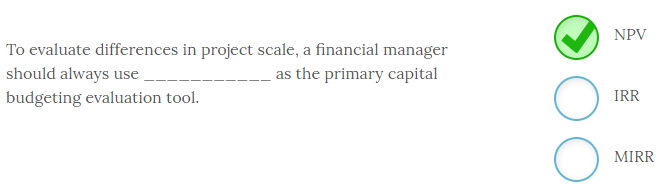 To evaluate differences in project scale, a financial manager
should always use ___________ as the primary capital
budgeting evaluation tool.
NPV
IRR
MIRR